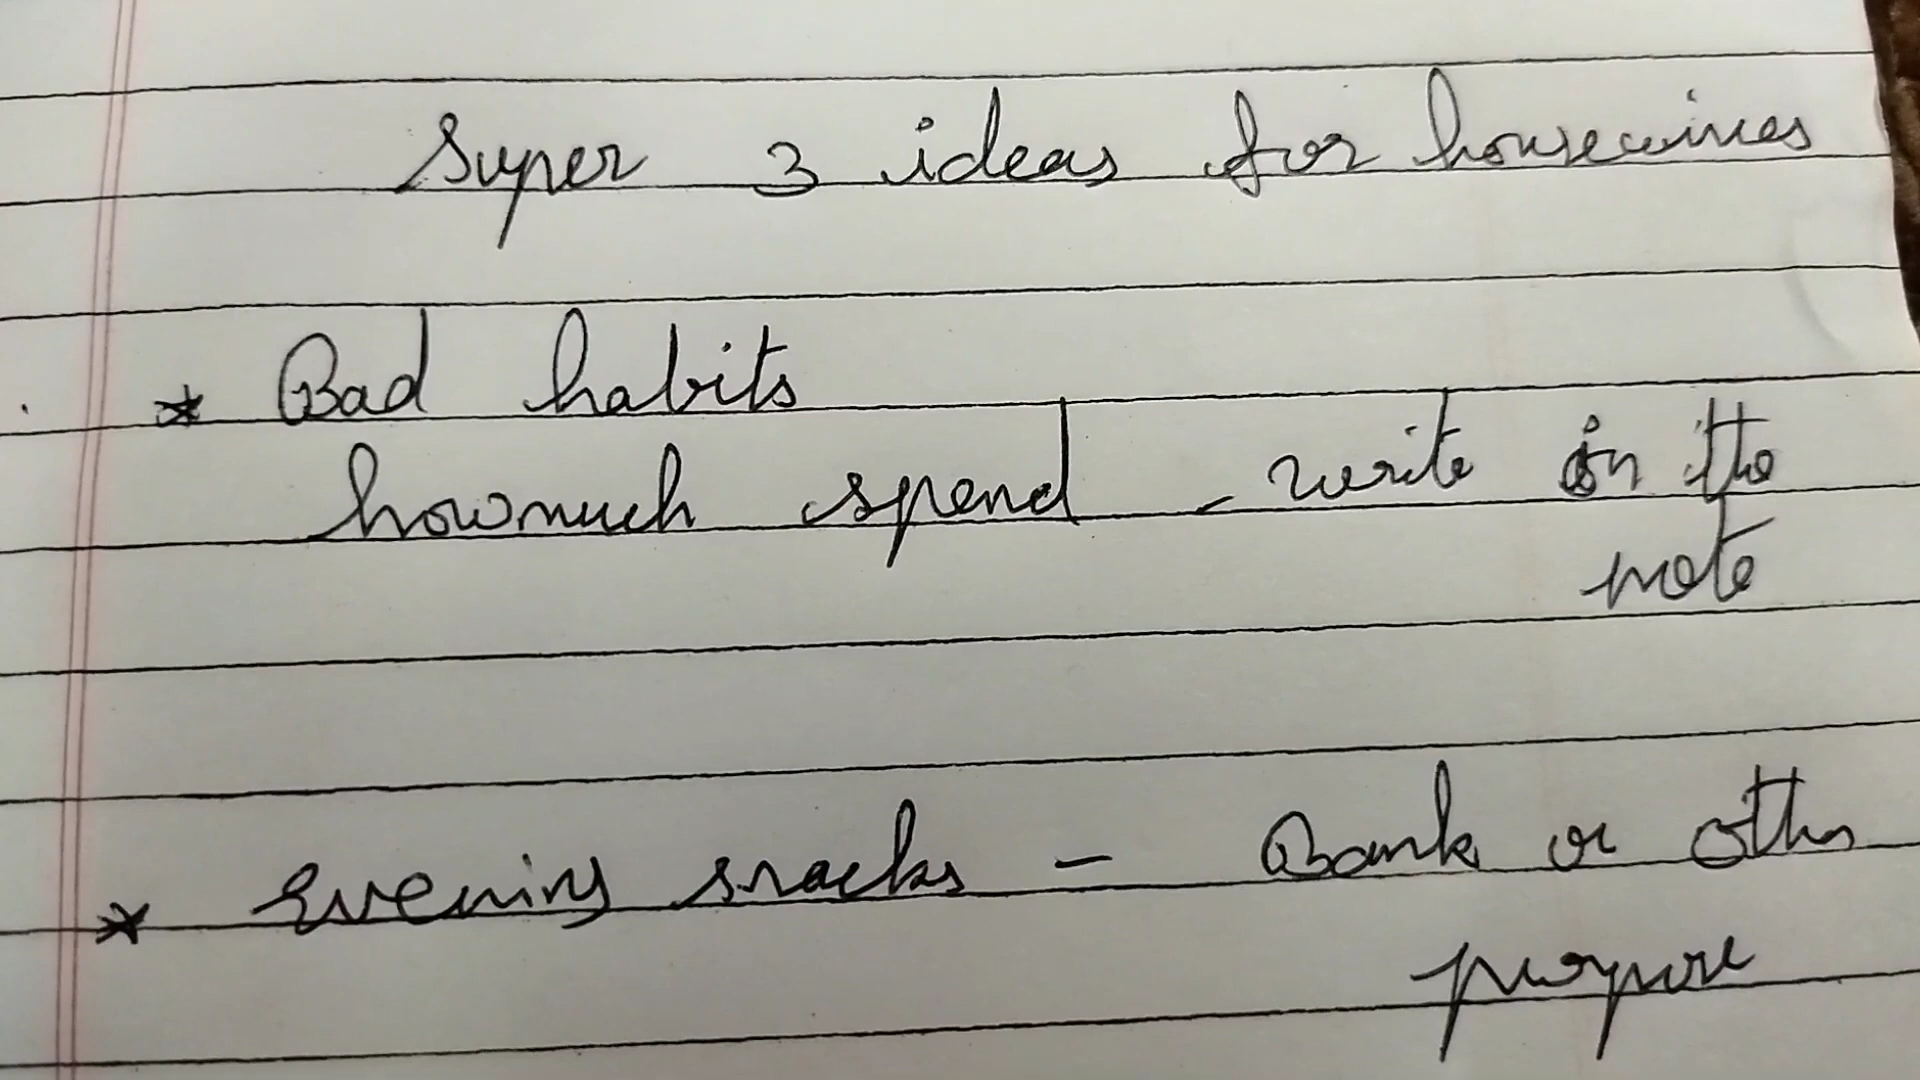 Super 3 ideas for housewives
* Bad habits
howmuch spend - write in the
note
* Evening snacks - Bank or other
purpose